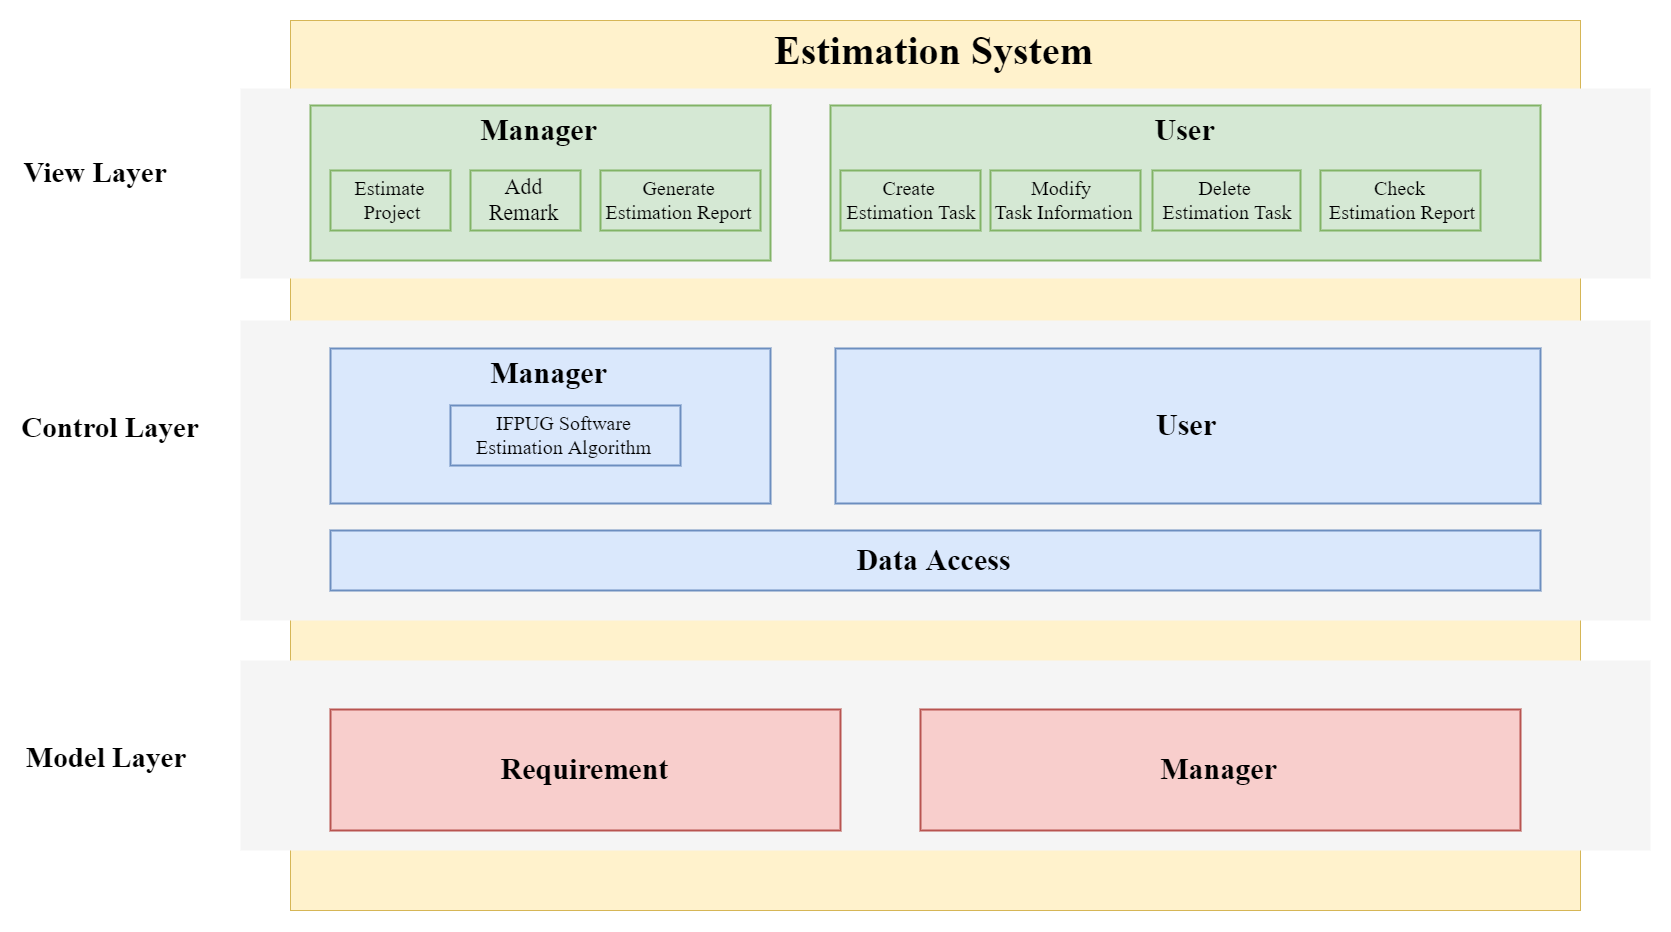 Estimation System
View Layer
Manager
Estimate
Project
Add
Remark
Generate
Estimation Report
User
Create
Estimation Task
Modify
Task Information
Delete
Estimation Task
Check
Estimation Report
Control Layer
Manager
IFPUG Software
Estimation Algorithm
User
Data Access
Model Layer
Requirement
Manager